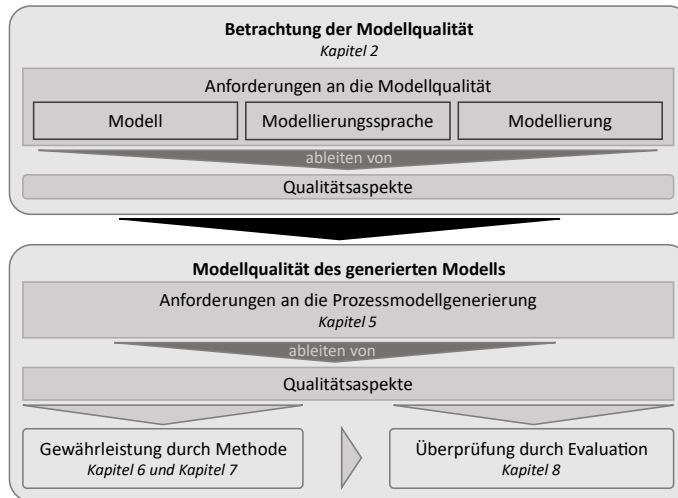 Betrachtung der Modellqualität
Kapitel 2
Anforderungen an die Modellqualität
Modell
Modellierungssprache
Modellierung
ableiten von
Qualitätsaspekte
Modellqualität des generierten Modells
Anforderungen an die Prozessmodellgenerierung
Kapitel 5
ableiten von
Qualitätsaspekte
Gewährleistung durch Methode
Kapitel 6 und Kapitel 7
Überprüfung durch Evaluation
Kapitel 8